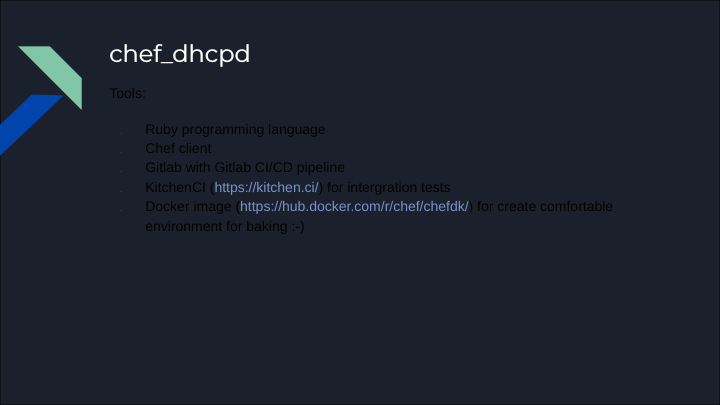 chef_dhcpd
Tools:
Ruby programming language
Chef client
Gitlab with Gitlab CI/CD pipeline
KitchenCI (https://kitchen.ci/) for intergration tests
Docker image (https://hub.docker.com/r/chef/chefdk/) for create comfortable
environment for baking :-)